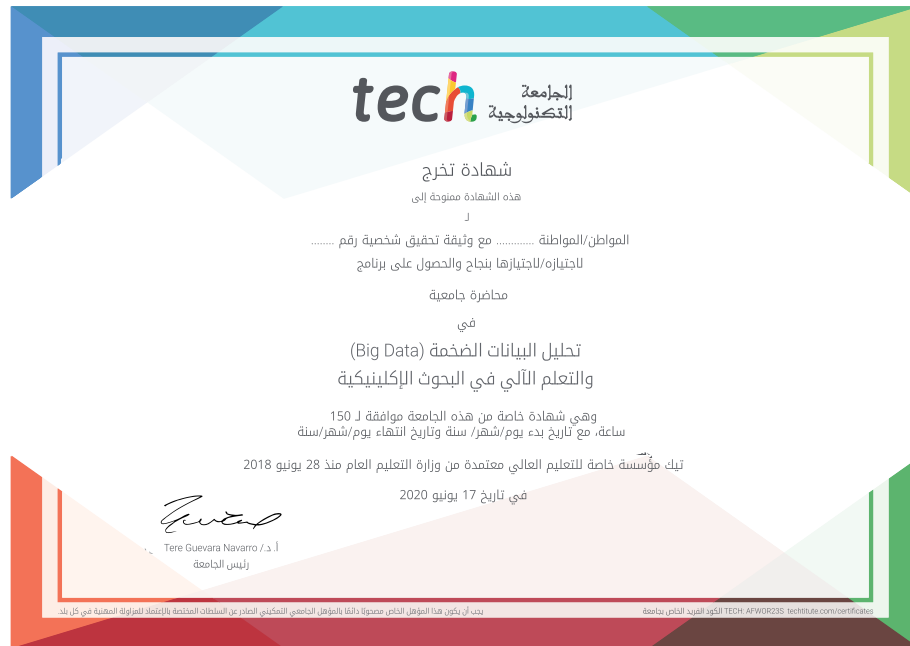 tech الجامعة
التكنولوجية
شهادة تخرج
هذه الشهادة ممنوحة إلى
لـ
المواطن/المواطنة ............ مع وثيقة تحقيق شخصية رقم ........
لاجتيازه/لاجتيازها بنجاح والحصول على برنامج
محاضرة جامعية
في
تحليل البيانات الضخمة (Big Data)
والتعلم الآلي في البحوث الإكلينيكية
وهي شهادة خاصة من هذه الجامعة موافقة لـ 150
ساعة، مع تاريخ بدء يوم/شهر/ سنة وتاريخ انتهاء يوم/شهر/سنة
تيك مؤسسة خاصة للتعليم العالي معتمدة من وزارة التعليم العام منذ 28 يونيو 2018
في تاريخ 17 يونيو 2020
أ. د./ Tere Guevara Navarro
رئيس الجامعة
يجب أن يكون هذا المؤهل الخاص مصحوبًا دائمًا بالمؤهل الجامعي التمكيني الصادر عن السلطات المختصة بالإعتماد للمزاولة المهنية في كل بلد.
الكود الفريد الخاص بجامعة TECH: AFWOR23S techtitute.com/certificates